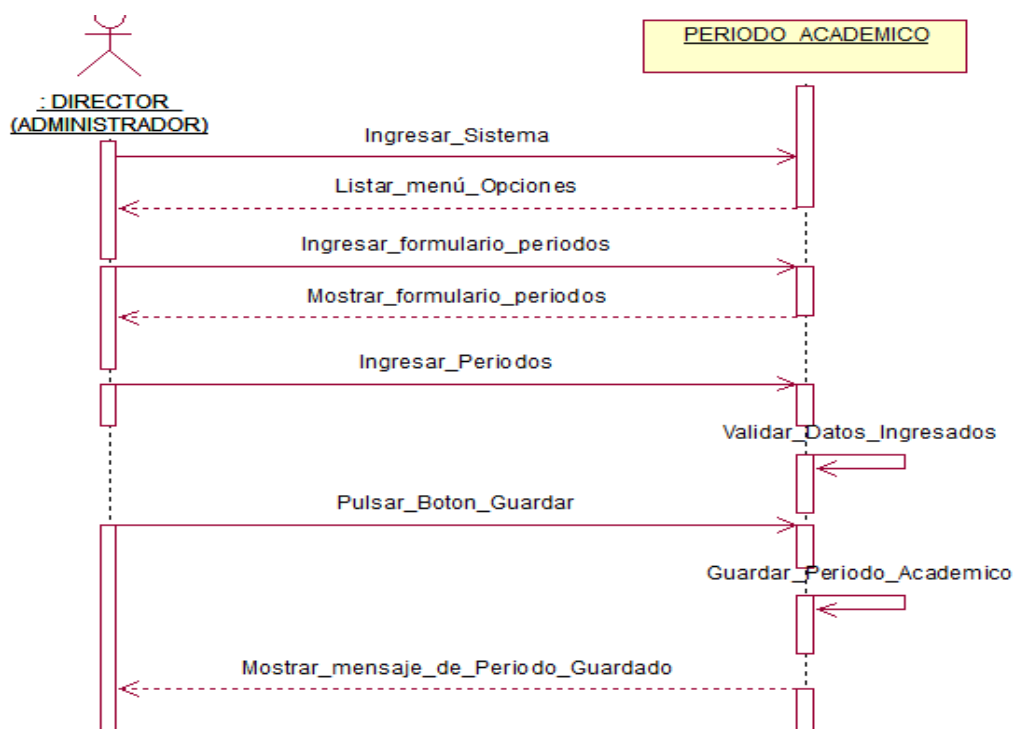 PERIODO ACADEMICO
: DIRECTOR
(ADMINISTRADOR)
Ingresar_Sistema
Listar_menú_Opciones
Ingresar_formulario_periodos
Mostrar_formulario_periodos
Ingresar_Periodos
Validar_Datos_Ingresados
Pulsar_Boton_Guardar
Guardar_Periodo_Academico
Mostrar_mensaje_de_Periodo_Guardado